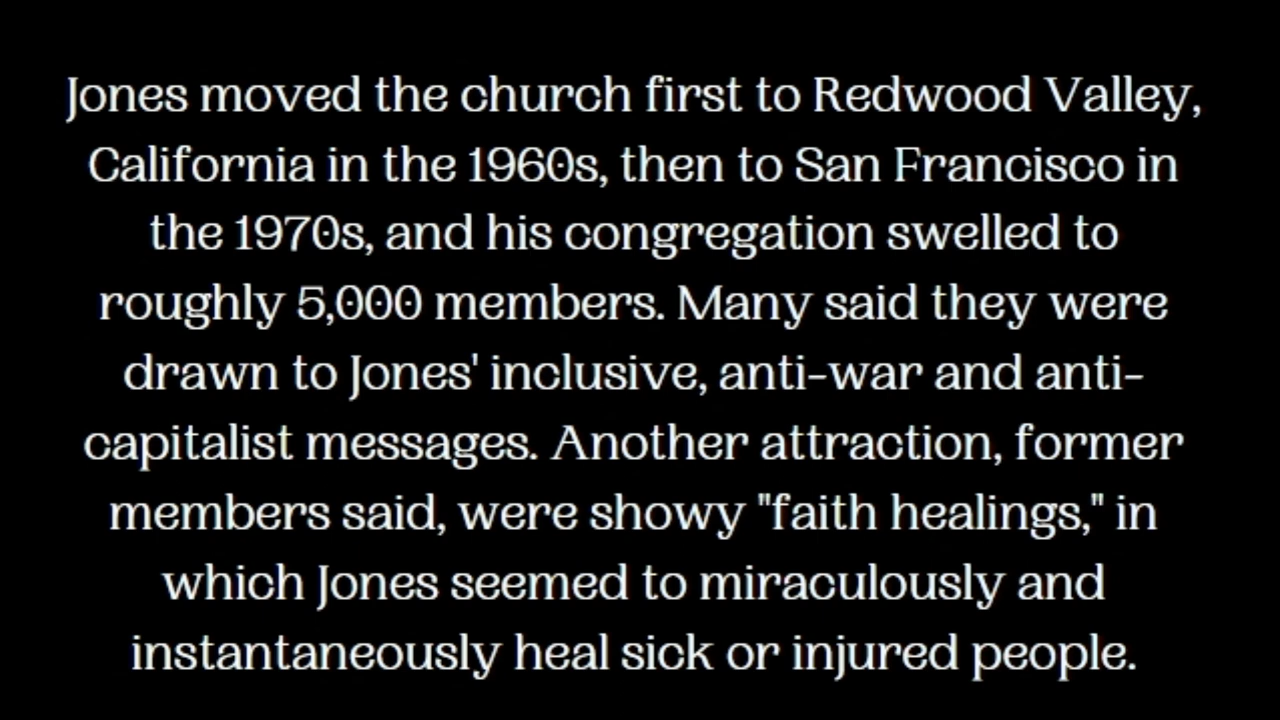 Jones moved the church first to Redwood Valley,
California in the 1960s, then to San Francisco in
the 1970s, and his congregation swelled to
roughly 5,000 members. Many said they were
drawn to Jones' inclusive, anti-war and anti-
capitalist messages. Another attraction, former
members said, were showy "faith healings," in
which Jones seemed to miraculously and
instantaneously heal sick or injured people.